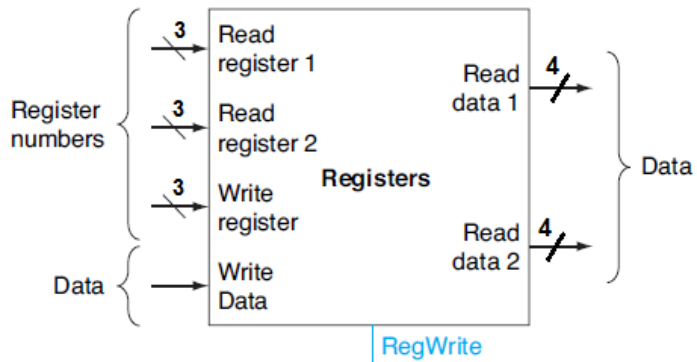 Register
numbers
Data
3
Read
register 1
3
Read
register 2
3
Write
register
Write
Data
Registers
Read
data 1
4
Read
data 2
4
Data
RegWrite